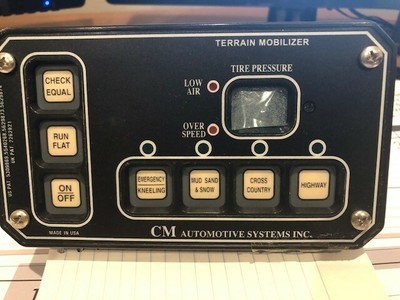 TERRAIN MOBILIZER
TIRE PRESSURE
LOW
AIR
OVER
SPEED
CHECK
EQUAL
RUN
FLAT
ON
OFF
EMERGENCY
KNEELING
MUD SAND
& SNOW
CROSS
COUNTRY
HIGHWAY
MADE IN USA
CM AUTOMOTIVE SYSTEMS INC.